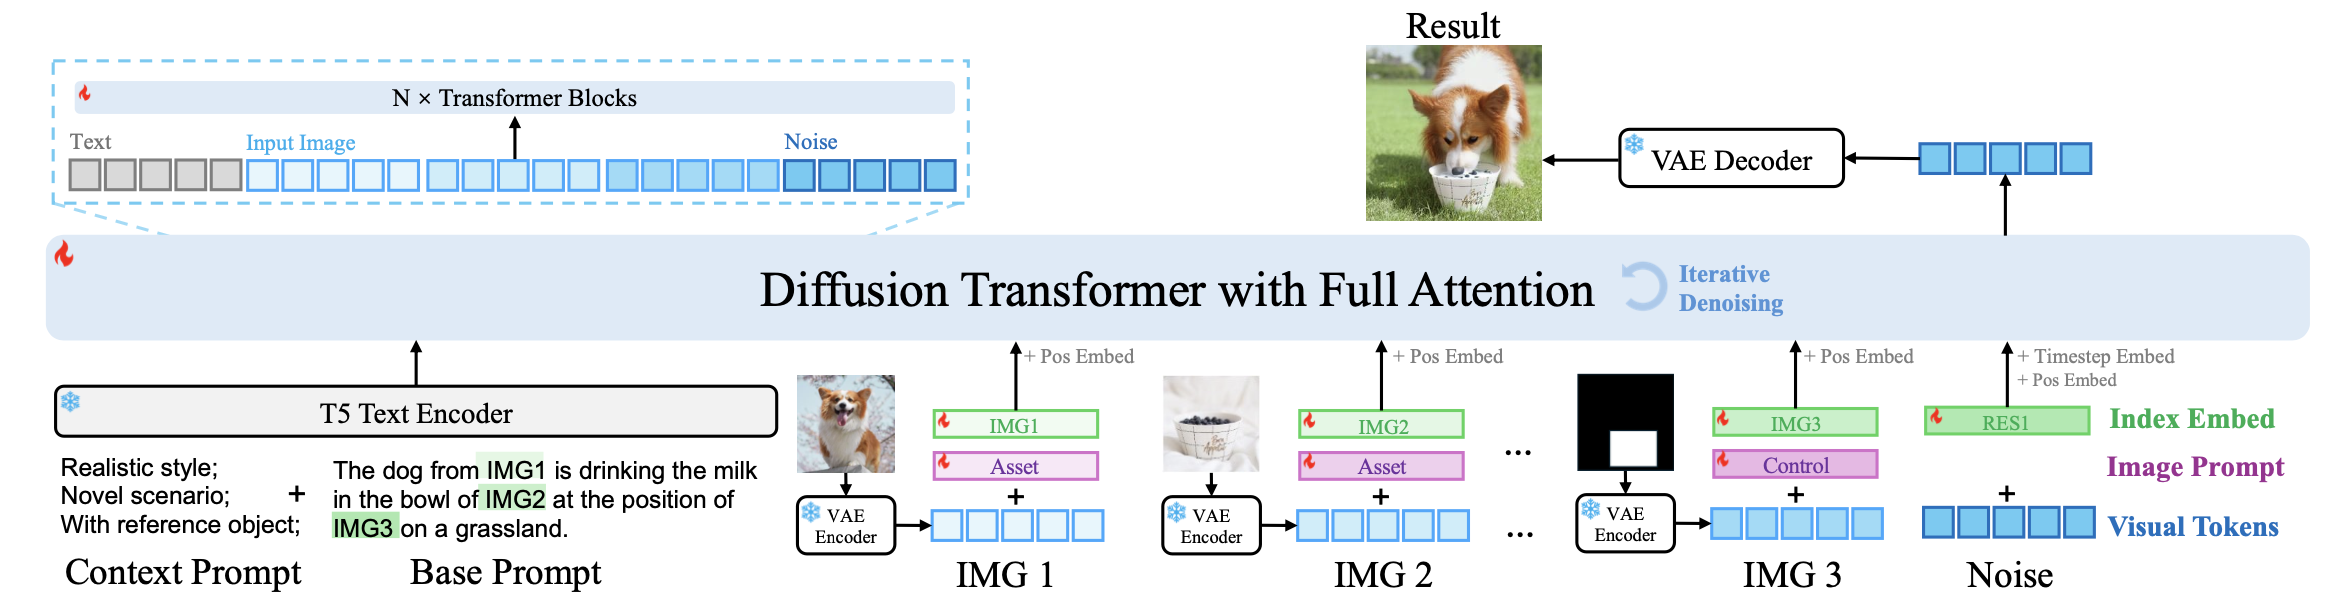 Result
N × Transformer Blocks
Text
Input Image
Noise
VAE Decoder
Diffusion Transformer with Full Attention
Iterative
Denoising
+ Pos Embed
+ Pos Embed
+ Pos Embed
+ Timestep Embed
+ Pos Embed
T5 Text Encoder
IMG1
Asset
+
IMG2
Asset
+
...
IMG3
Control
+
RES1
+
Index Embed
Image Prompt
Visual Tokens
Realistic style;
Novel scenario;
With reference object;
+
The dog from IMG1 is drinking the milk
in the bowl of IMG2 at the position of
IMG3 on a grassland.
VAE
Encoder
VAE
Encoder
...
VAE
Encoder
Context Prompt
Base Prompt
IMG 1
IMG 2
IMG 3
Noise